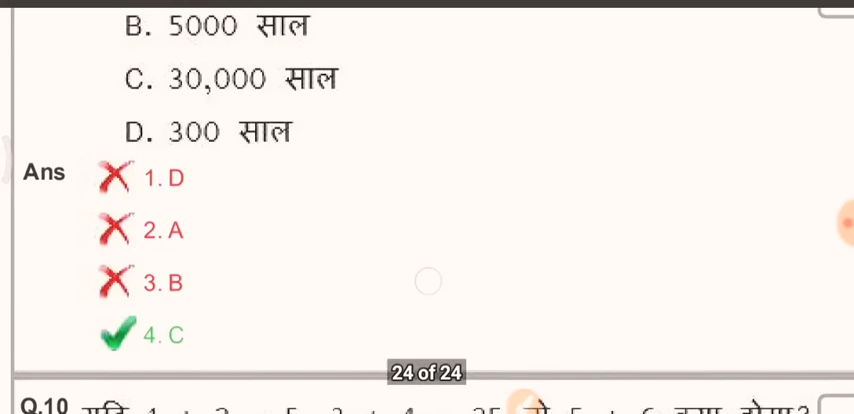 B. 5000 साल
C. 30,000 साल
D. 300 साल
Ans 1. D
2. A
3. B
4. C
24 of 24
Q.10